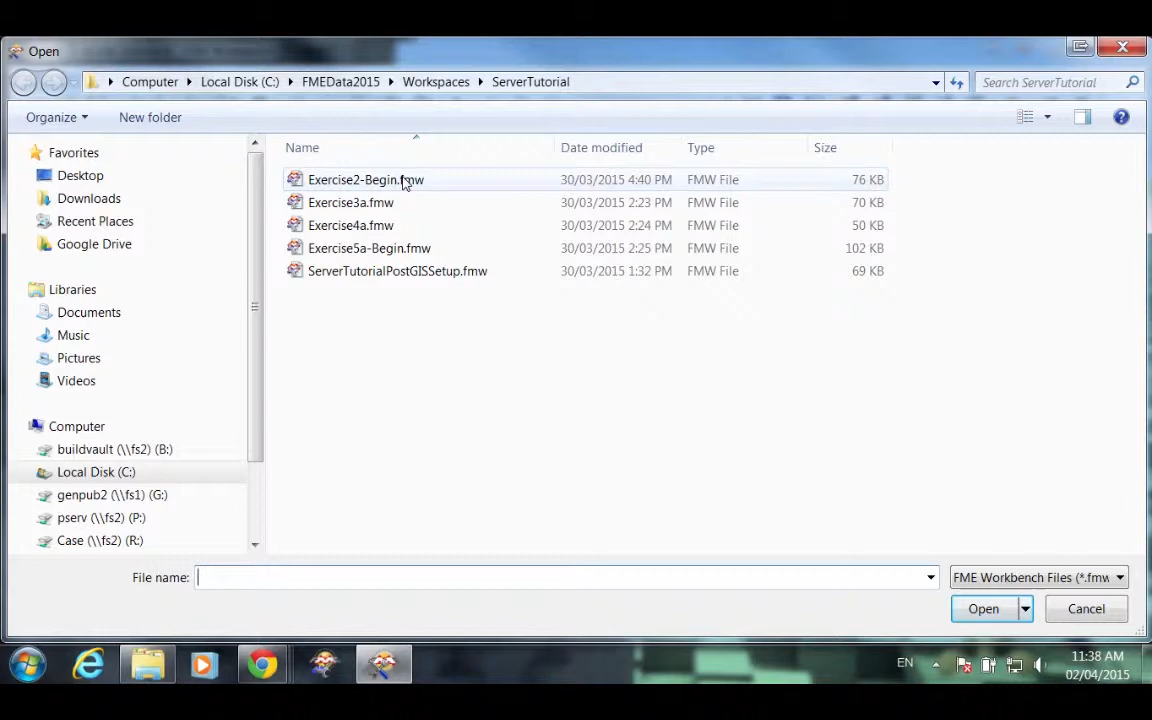 Open
Computer Local Disk (C:) FMEData2015 Workspaces ServerTutorial Search ServerTutorial
Organize New folder
Name Date modified Type Size
Favorites
Desktop
Downloads
Recent Places
Google Drive
Libraries
Documents
Music
Pictures
Videos
Computer
buildvault (\\fs2) (B:)
Local Disk (C:)
genpub2 (\\fs1) (G:)
pserv (\\fs2) (P:)
Case (\\fs2) (R:)
Exercise2-Begin.fmw 30/03/2015 4:40 PM FMW File 76 KB
Exercise3a.fmw 30/03/2015 2:23 PM FMW File 70 KB
Exercise4a.fmw 30/03/2015 2:24 PM FMW File 50 KB
Exercise5a-Begin.fmw 30/03/2015 2:25 PM FMW File 102 KB
ServerTutorialPostGISSetup.fmw 30/03/2015 1:32 PM FMW File 69 KB
File name: FME Workbench Files (*.fmw
Open Cancel
EN 11:38 AM
02/04/2015